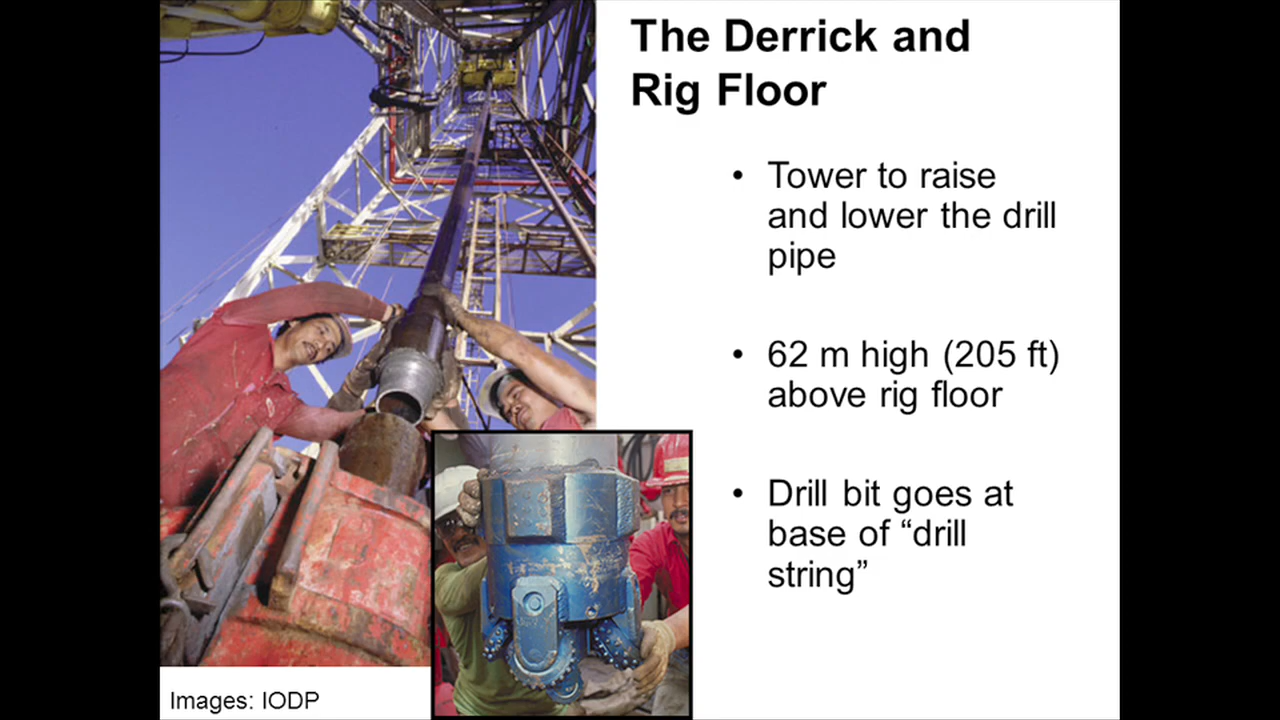 The Derrick and
Rig Floor
• Tower to raise
and lower the drill
pipe
• 62 m high (205 ft)
above rig floor
• Drill bit goes at
base of “drill
string”
Images: IODP